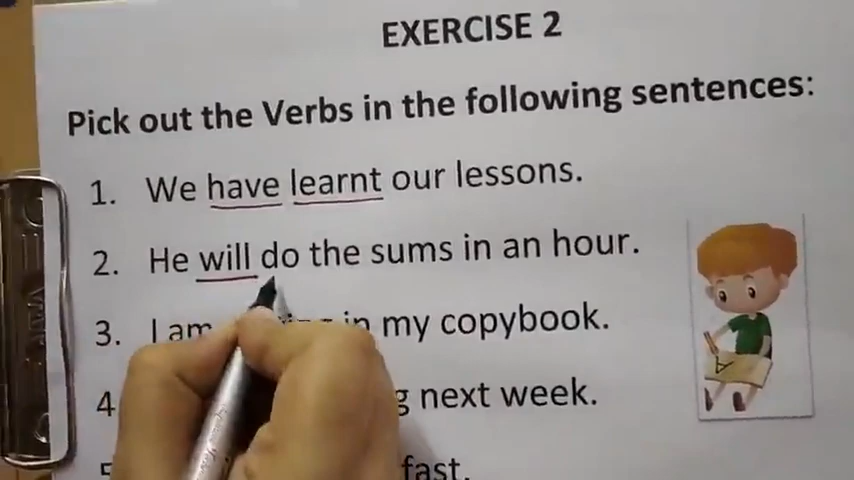 EXERCISE 2
Pick out the Verbs in the following sentences:
1. We have learnt our lessons.
2. He will do the sums in an hour.
3. I am in my copybook.
4 next week.
fast.